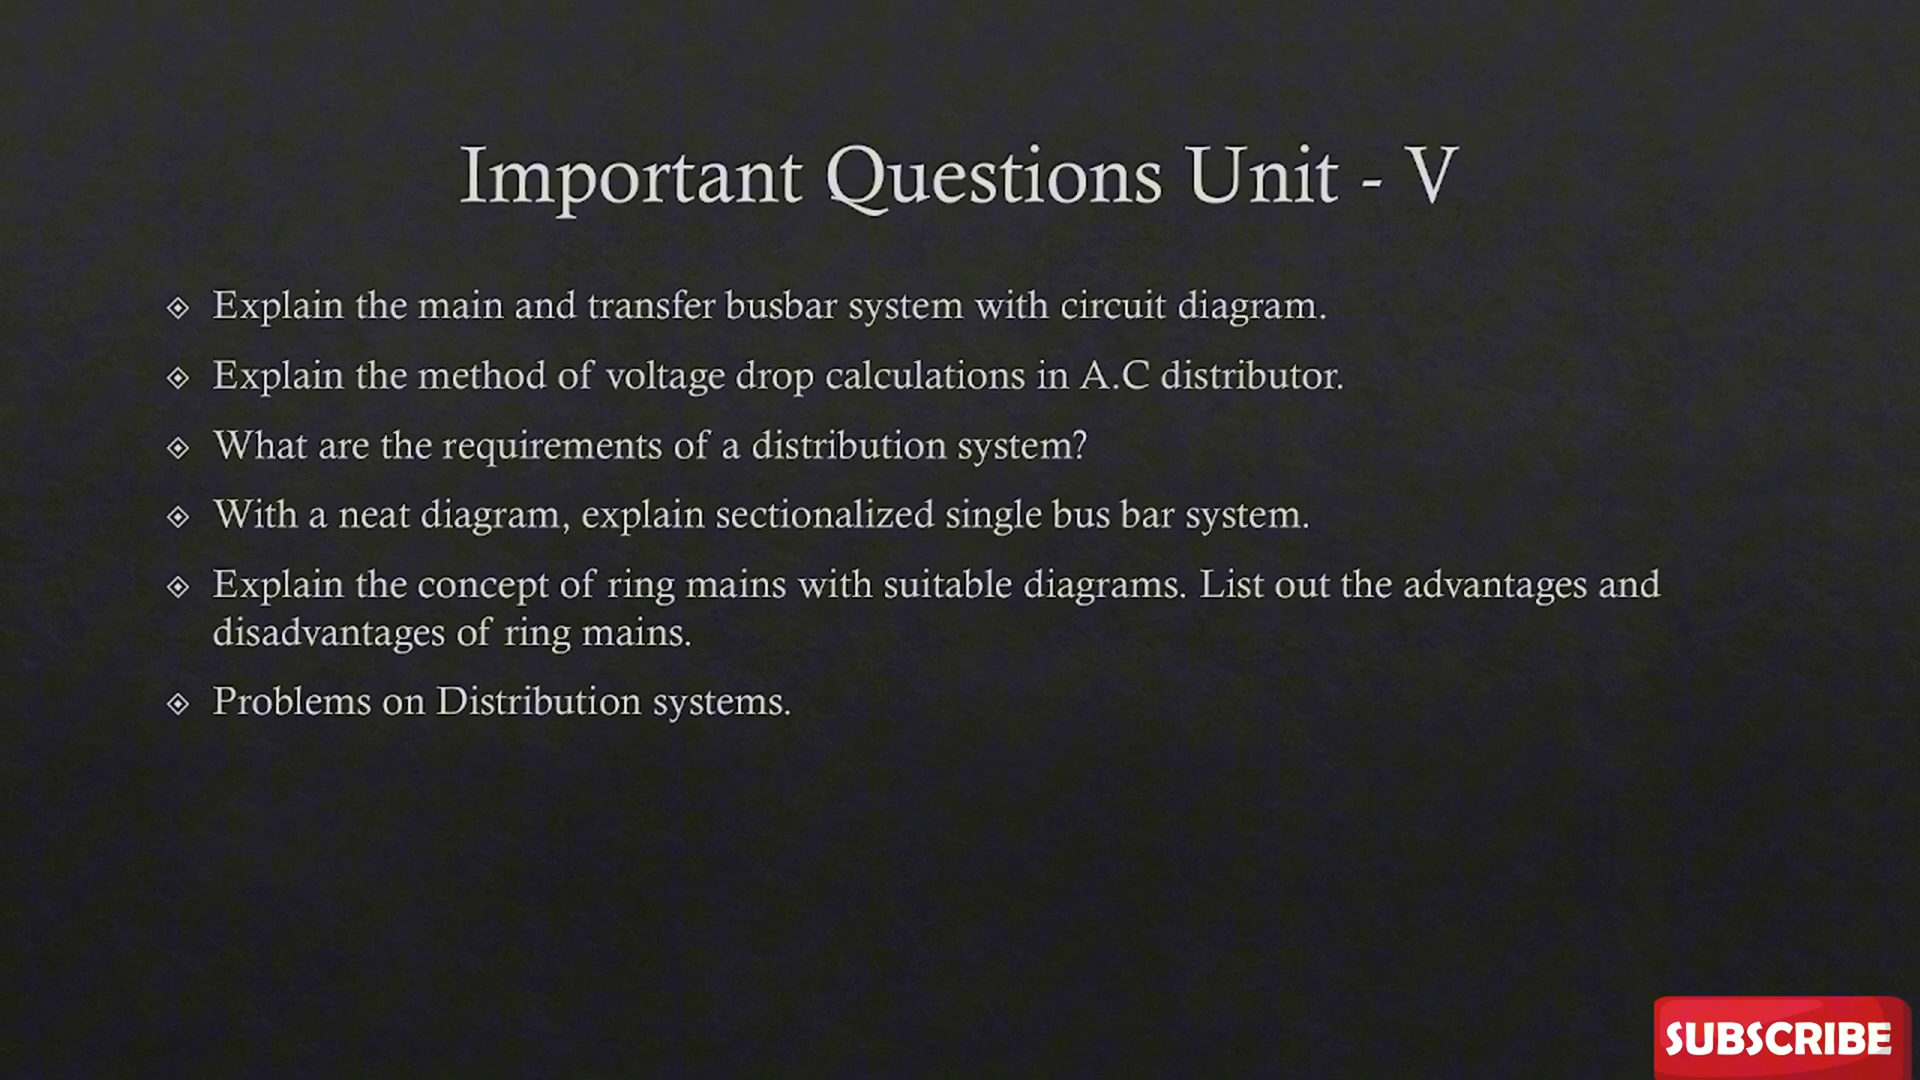 Important Questions Unit - V
Explain the main and transfer busbar system with circuit diagram.
Explain the method of voltage drop calculations in A.C distributor.
What are the requirements of a distribution system?
With a neat diagram, explain sectionalized single bus bar system.
Explain the concept of ring mains with suitable diagrams. List out the advantages and
disadvantages of ring mains.
Problems on Distribution systems.
SUBSCRIBE